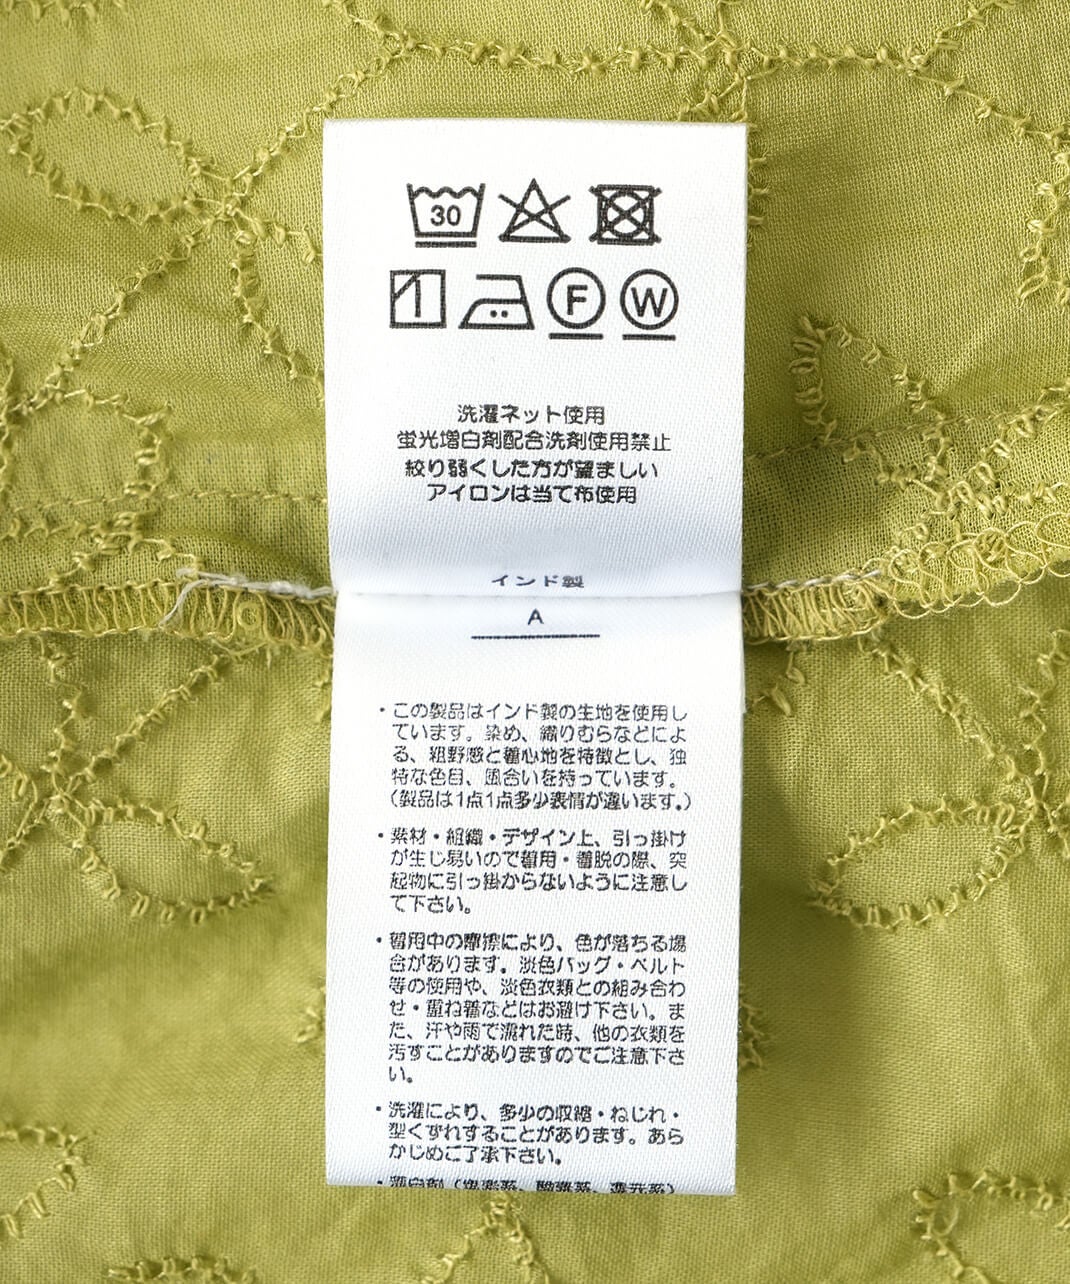 30
F W
洗濯ネット使用
蛍光増白剤配合洗剤使用禁止
絞り弱くした方が望ましい
アイロンは当て布使用
インド製
A
・この製品はインド製の生地を使用し
ています。染め、織りむらなどによ
る、粗野感と着心地を特徴とし、独
特な色目、風合いを持っています。
(製品は1点1点多少表情が違います。)
・素材・組織・デザイン上、引っ掛け
が生じ易いので着用・着脱の際、突
起物に引っ掛からないように注意し
て下さい。
・着用中の摩擦により、色が落ちる場
合があります。淡色バッグ・ベルト
等の使用や、淡色衣類との組み合わ
せ・重ね着などはお避け下さい。ま
た、汗や雨で濡れた時、他の衣類を
汚すことがありますのでご注意下さ
い。
・洗濯により、多少の収縮・ねじれ・
型くずれすることがあります。あら
かじめご了承下さい。